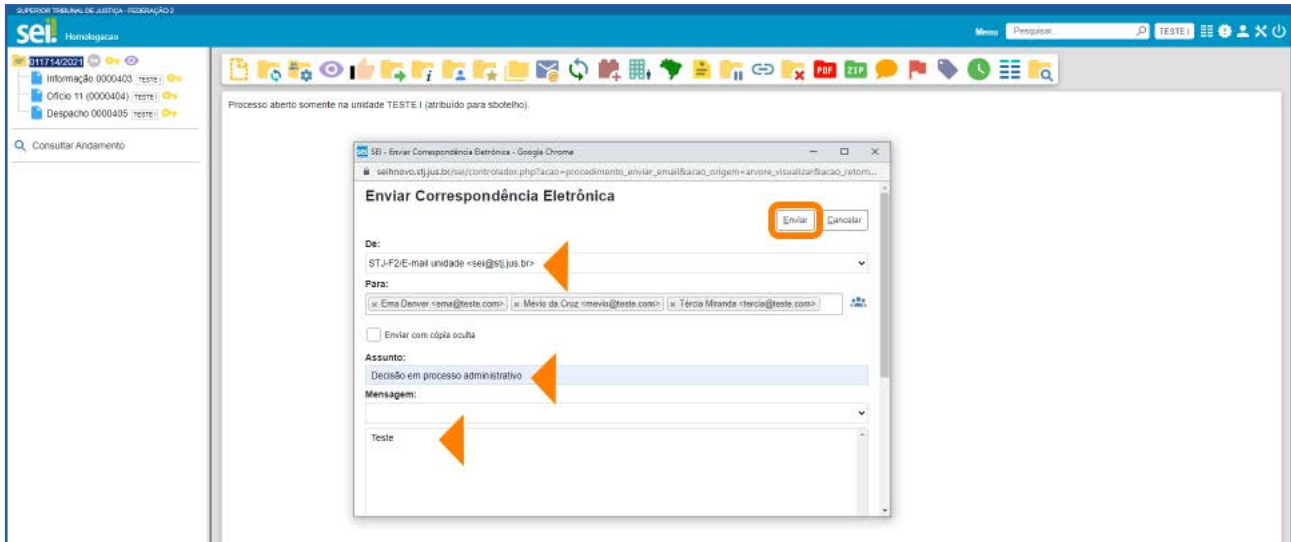 SUPERIOR TRIBUNAL DE JUSTIÇA - FEDERAÇÃO 2
sei. Homologacao
Menu Pesquisar. TESTE I
011714/2021
Informação 0000403 TESTE I
Ofício 11 (0000404) TESTE I
Despacho 0000405 TESTE I
Consultar Andamento
PDF ZIP
Processo aberto somente na unidade TESTE I (atribuído para sbotelho).
sei SEI - Enviar Correspondência Eletrônica - Google Chrome
seihnovo.stj.jus.br/sei/controlador.php?acao=procedimento_enviar_email&acao_origem=arvore_visualizar&acao_retorn...
Enviar Correspondência Eletrônica
Enviar Cancelar
De:
STJ-F2/E-mail unidade <sei@stj.jus.br>
Para:
Ema Denver <ema@teste.com> Mévio da Cruz <mevio@teste.com> Tércia Miranda <tercia@teste.com>
Enviar com cópia oculta
Assunto:
Decisão em processo administrativo
Mensagem:
Teste